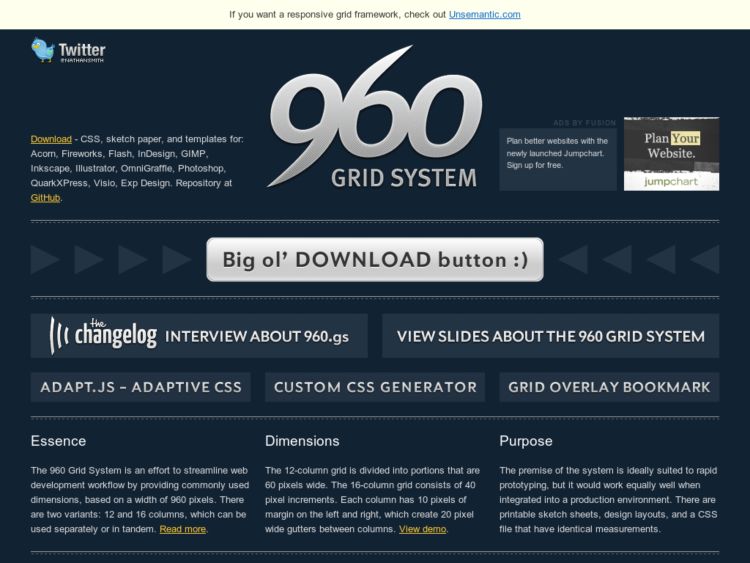 If you want a responsive grid framework, check out Unsemantic.com
Twitter
@NATHANSMITH
960
GRID SYSTEM
Download - CSS, sketch paper, and templates for:
Acorn, Fireworks, Flash, InDesign, GIMP,
Inkscape, Illustrator, OmniGraffle, Photoshop,
QuarkXPress, Visio, Exp Design. Repository at
GitHub.
ADS BY FUSION
Plan better websites with the
newly launched Jumpchart.
Sign up for free.
Plan Your
Website.
jumpchart
Big ol' DOWNLOAD button :)
the changelog INTERVIEW ABOUT 960.gs
VIEW SLIDES ABOUT THE 960 GRID SYSTEM
ADAPT.JS – ADAPTIVE CSS
CUSTOM CSS GENERATOR
GRID OVERLAY BOOKMARK
Essence
The 960 Grid System is an effort to streamline web
development workflow by providing commonly used
dimensions, based on a width of 960 pixels. There
are two variants: 12 and 16 columns, which can be
used separately or in tandem. Read more.
Dimensions
The 12-column grid is divided into portions that are
60 pixels wide. The 16-column grid consists of 40
pixel increments. Each column has 10 pixels of
margin on the left and right, which create 20 pixel
wide gutters between columns. View demo.
Purpose
The premise of the system is ideally suited to rapid
prototyping, but it would work equally well when
integrated into a production environment. There are
printable sketch sheets, design layouts, and a CSS
file that have identical measurements.